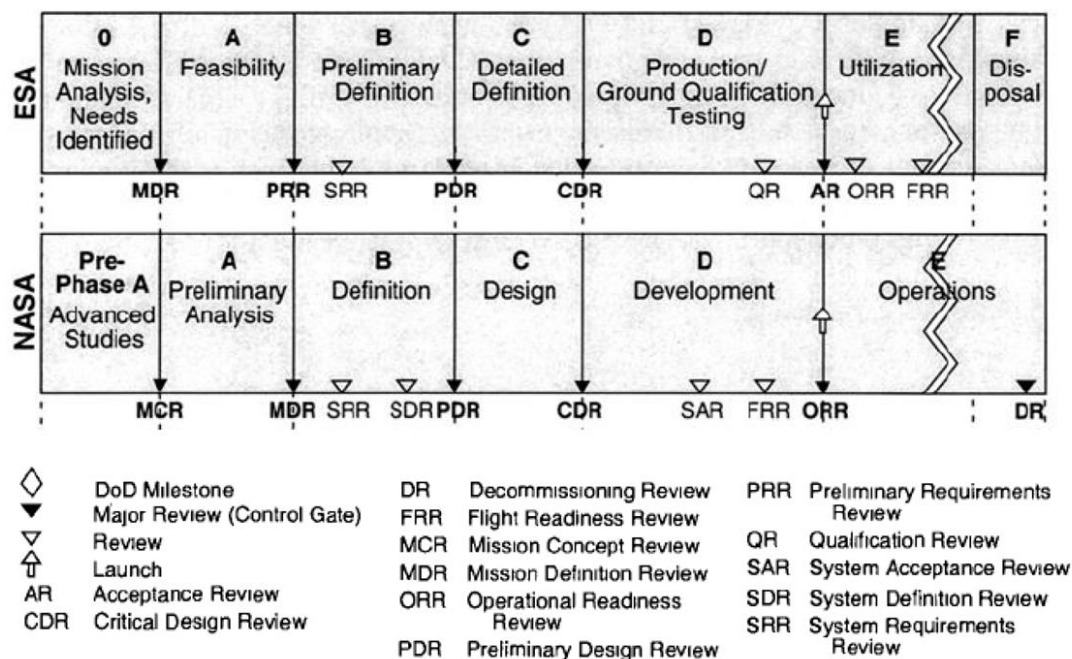 ESA
0
Mission
Analysis,
Needs
Identified
A
Feasibility
B
Preliminary
Definition
C
Detailed
Definition
D
Production/
Ground Qualification
Testing
E
Utilization
F
Dis-
posal
MDR PRR SRR PDR CDR QR AR ORR FRR
NASA
Pre-
Phase A
Advanced
Studies
A
Preliminary
Analysis
B
Definition
C
Design
D
Development
E
Operations
MCR MDR SRR SDR PDR CDR SAR FRR ORR DR
DoD Milestone
Major Review (Control Gate)
Review
Launch
AR Acceptance Review
CDR Critical Design Review
DR Decommissioning Review
FRR Flight Readiness Review
MCR Mission Concept Review
MDR Mission Definition Review
ORR Operational Readiness
Review
PDR Preliminary Design Review
PRR Preliminary Requirements
Review
QR Qualification Review
SAR System Acceptance Review
SDR System Definition Review
SRR System Requirements
Review